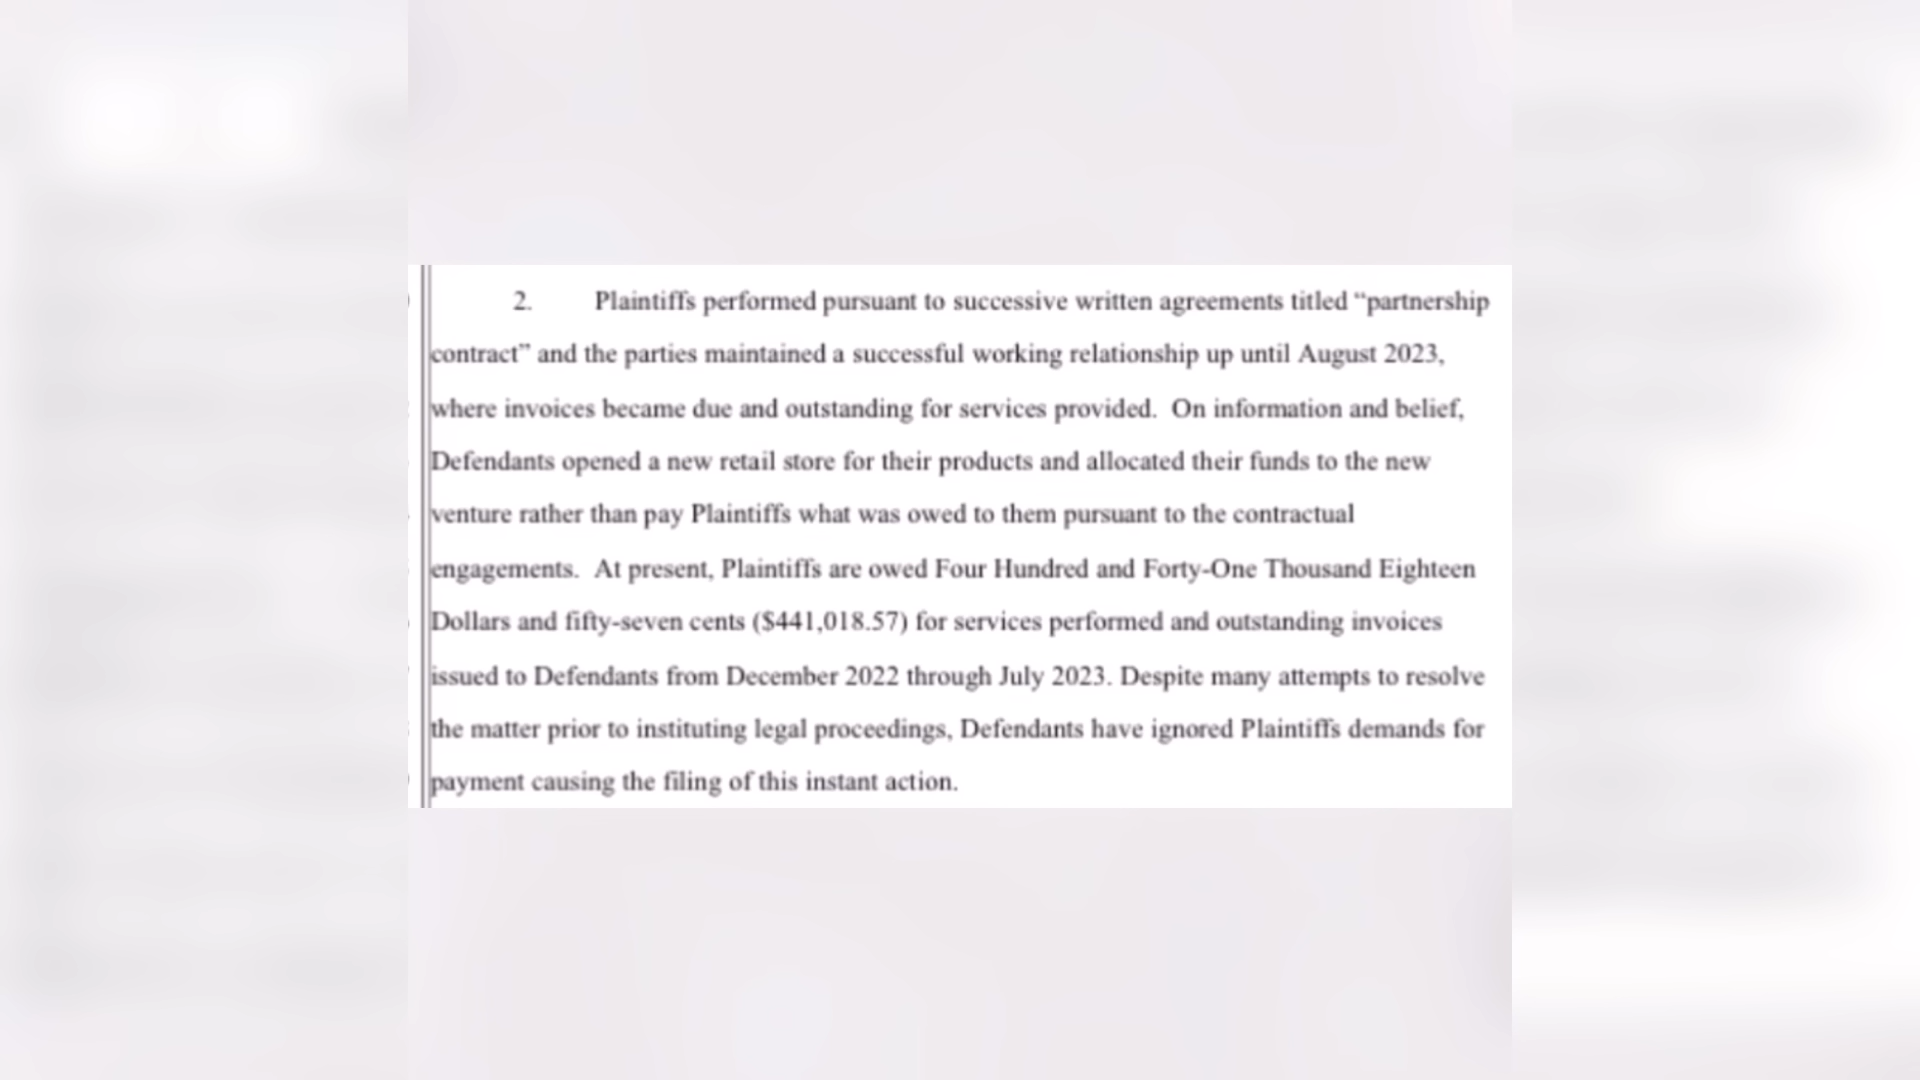 2. Plaintiffs performed pursuant to successive written agreements titled “partnership
contract” and the parties maintained a successful working relationship up until August 2023,
where invoices became due and outstanding for services provided. On information and belief,
Defendants opened a new retail store for their products and allocated their funds to the new
venture rather than pay Plaintiffs what was owed to them pursuant to the contractual
engagements. At present, Plaintiffs are owed Four Hundred and Forty-One Thousand Eighteen
Dollars and fifty-seven cents ($441,018.57) for services performed and outstanding invoices
issued to Defendants from December 2022 through July 2023. Despite many attempts to resolve
the matter prior to instituting legal proceedings, Defendants have ignored Plaintiffs demands for
payment causing the filing of this instant action.